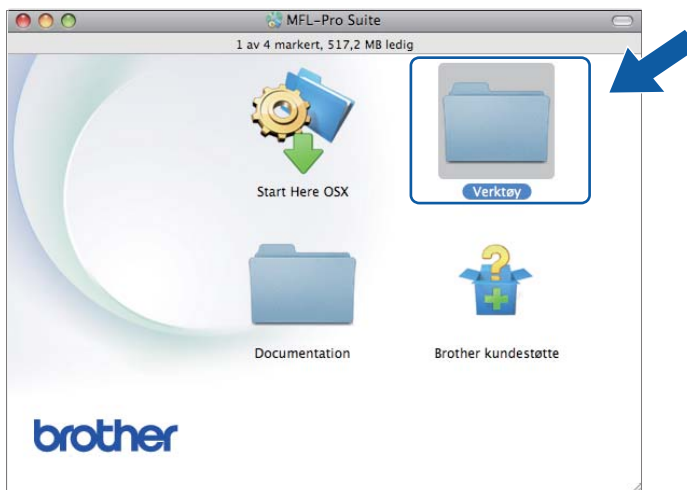 MFL-Pro Suite
1 av 4 markert, 517,2 MB ledig
Start Here OSX
Verktøy
Documentation
Brother kundestøtte
brother